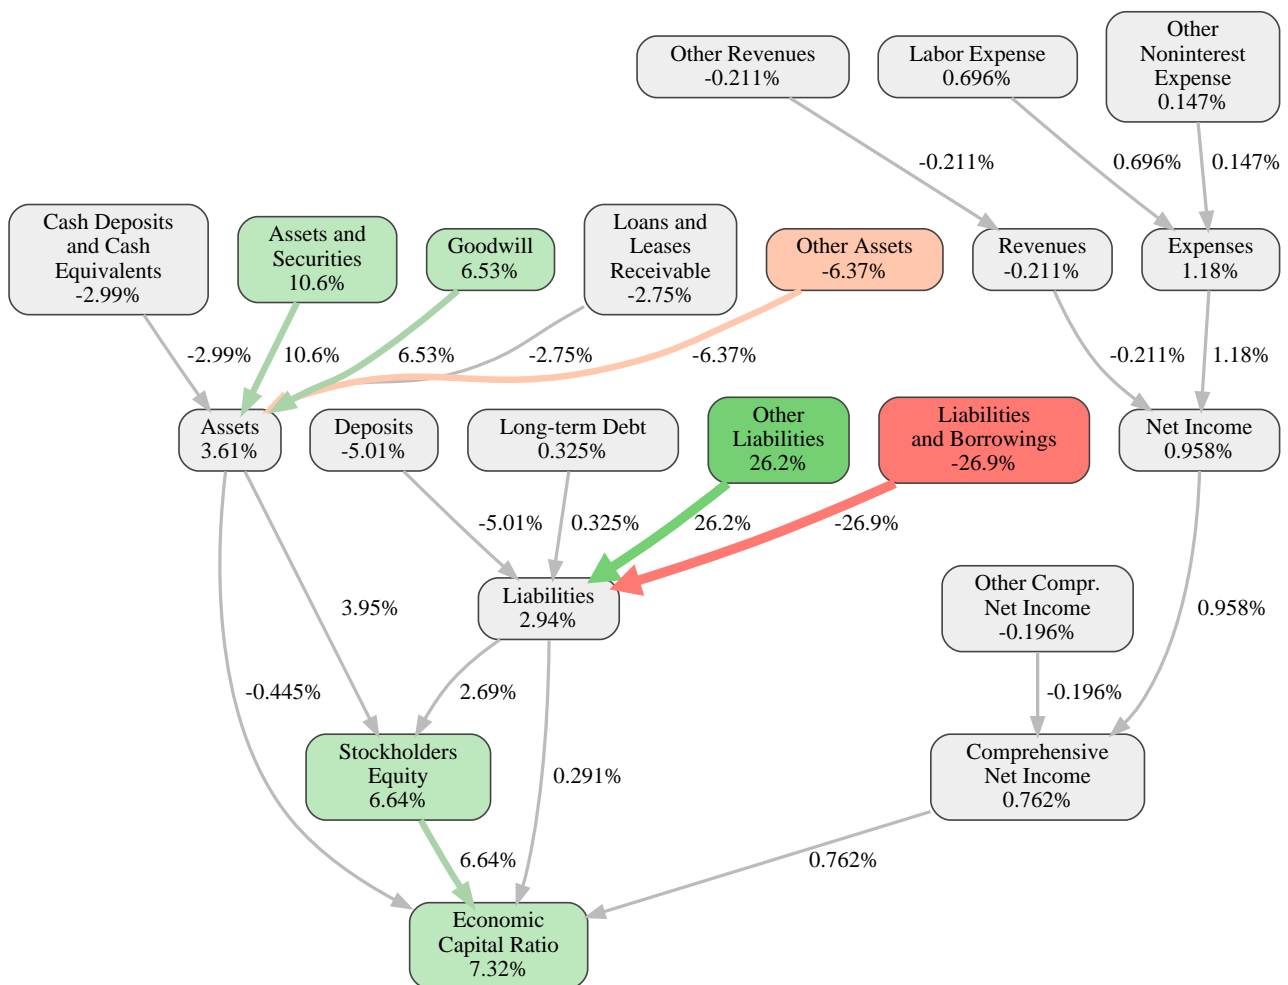 Other Revenues
-0.211%
Labor Expense
0.696%
Other
Noninterest
Expense
0.147%
-0.211%
0.696%
0.147%
Cash Deposits
and Cash
Equivalents
-2.99%
Assets and
Securities
10.6%
Goodwill
6.53%
Loans and
Leases
Receivable
-2.75%
Other Assets
-6.37%
Revenues
-0.211%
Expenses
1.18%
-2.99%
10.6%
6.53%
-2.75%
-6.37%
-0.211%
1.18%
Assets
3.61%
Deposits
-5.01%
Long-term Debt
0.325%
Other
Liabilities
26.2%
Liabilities
and Borrowings
-26.9%
Net Income
0.958%
-5.01%
0.325%
26.2%
-26.9%
Liabilities
2.94%
Other Compr.
Net Income
-0.196%
3.95%
0.958%
-0.445%
2.69%
-0.196%
Stockholders
Equity
6.64%
0.291%
Comprehensive
Net Income
0.762%
6.64%
0.762%
Economic
Capital Ratio
7.32%